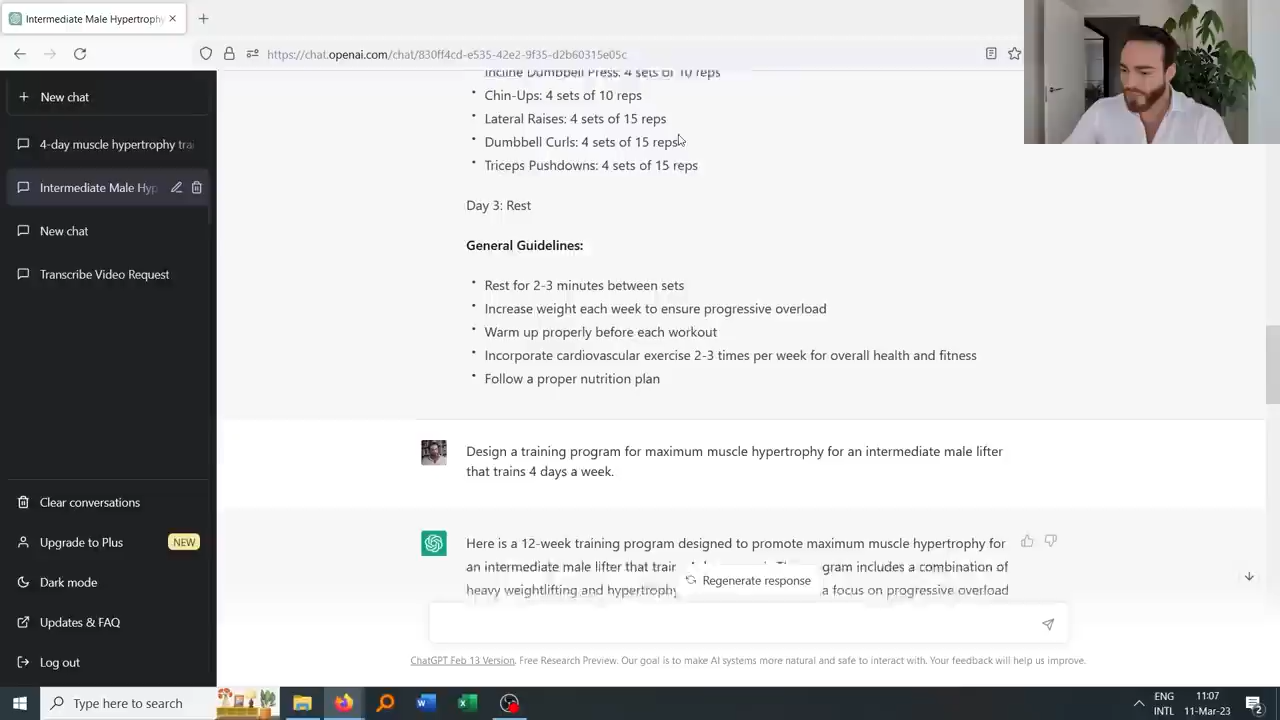 Intermediate Male Hypertrophy
https://chat.openai.com/chat/830ff4cd-e535-42e2-9f35-d2b60315e05c
New chat
4-day muscle hypertrophy tra
Intermediate Male Hyp
New chat
Transcribe Video Request
Clear conversations
Upgrade to Plus
NEW
Dark mode
Updates & FAQ
Log out
Incline Dumbbell Press: 4 sets of 10 reps
Chin-Ups: 4 sets of 10 reps
Lateral Raises: 4 sets of 15 reps
Dumbbell Curls: 4 sets of 15 reps
Triceps Pushdowns: 4 sets of 15 reps
Day 3: Rest
General Guidelines:
Rest for 2-3 minutes between sets
Increase weight each week to ensure progressive overload
Warm up properly before each workout
Incorporate cardiovascular exercise 2-3 times per week for overall health and fitness
Follow a proper nutrition plan
Design a training program for maximum muscle hypertrophy for an intermediate male lifter
that trains 4 days a week.
Here is a 12-week training program designed to promote maximum muscle hypertrophy for
an intermediate male lifter that
heavy weightlifting and hypertrophy a focus on progressive overload
Regenerate response
ChatGPT Feb 13 Version. Free Research Preview. Our goal is to make AI systems more natural and safe to interact with. Your feedback will help us improve.
Type here to search
ENG
INTL
11:07
11-Mar-23
2